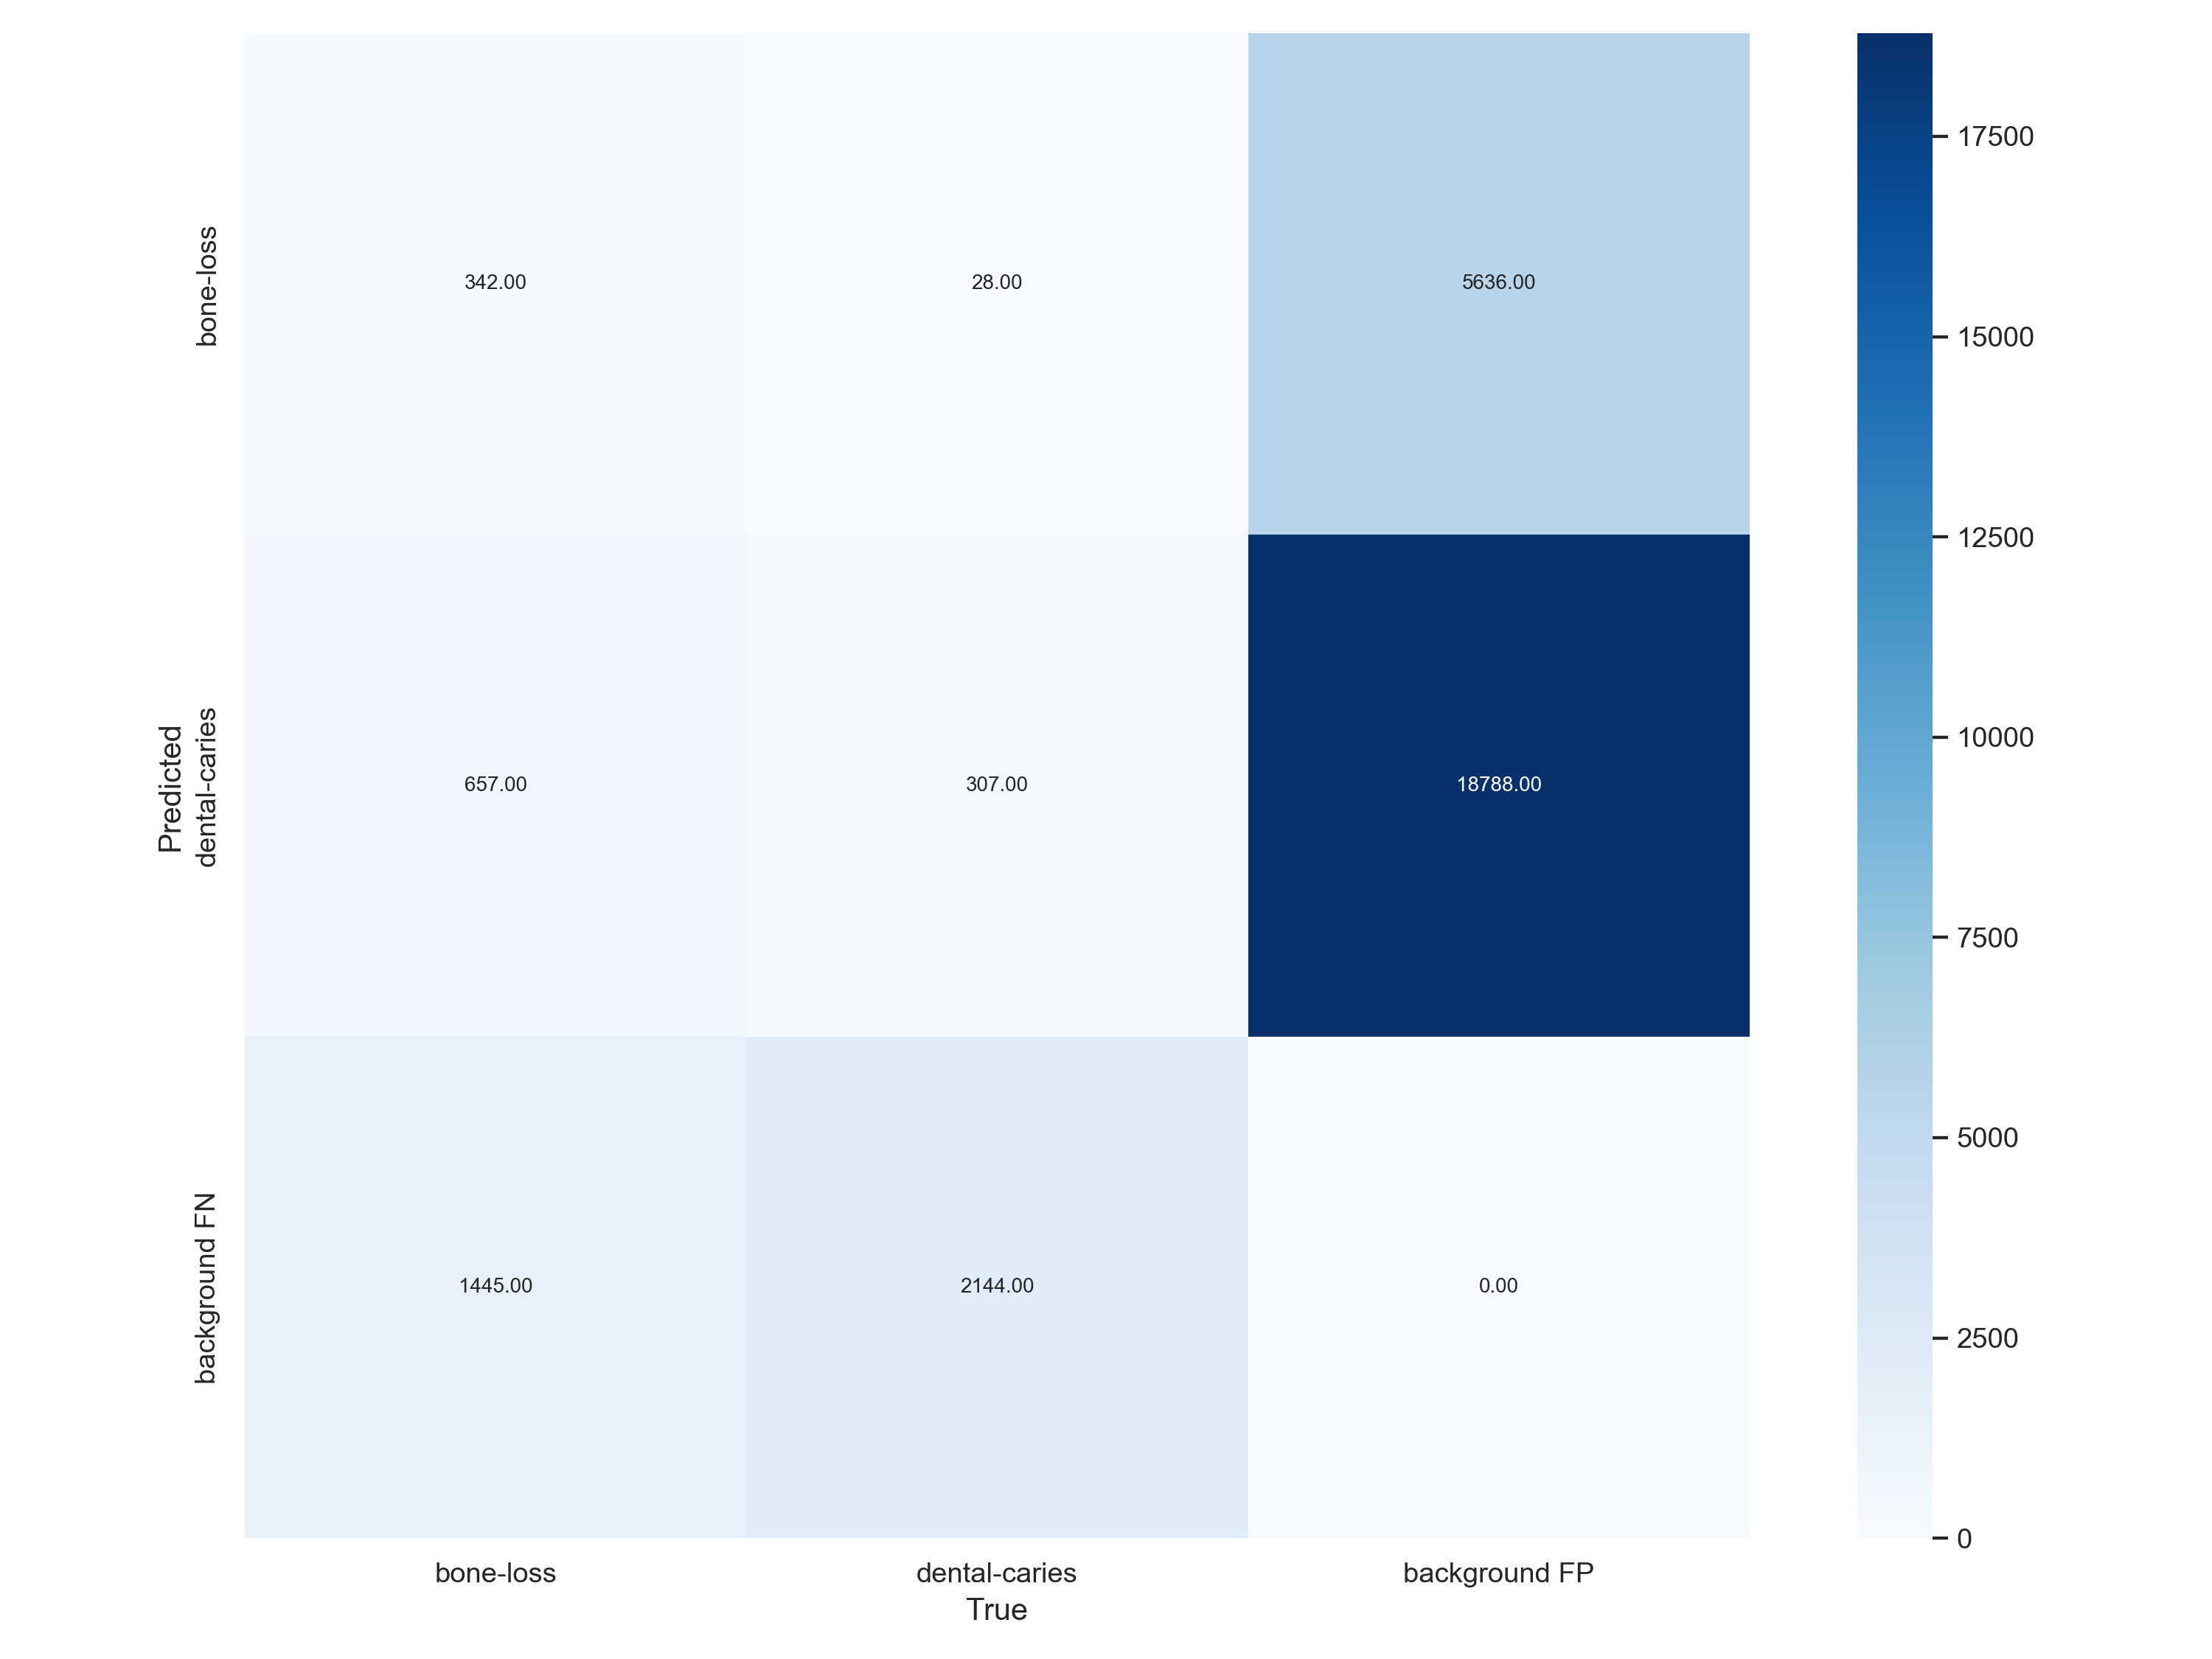 bone-loss
342.00
28.00
5636.00
Predicted
dental-caries
657.00
307.00
18788.00
background FN
1445.00
2144.00
0.00
bone-loss
dental-caries
background FP
True
17500
15000
12500
10000
7500
5000
2500
0